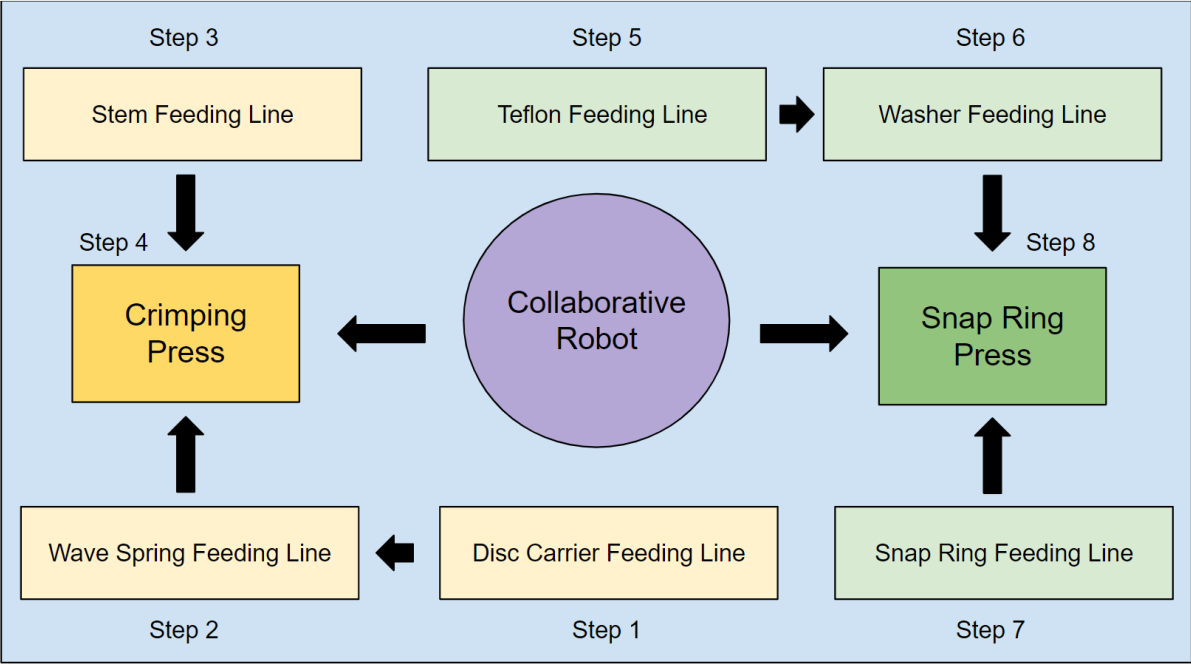 Step 3
Step 5
Step 6
Stem Feeding Line
Teflon Feeding Line
Washer Feeding Line
Step 4
Step 8
Crimping
Press
Collaborative
Robot
Snap Ring
Press
Wave Spring Feeding Line
Disc Carrier Feeding Line
Snap Ring Feeding Line
Step 2
Step 1
Step 7